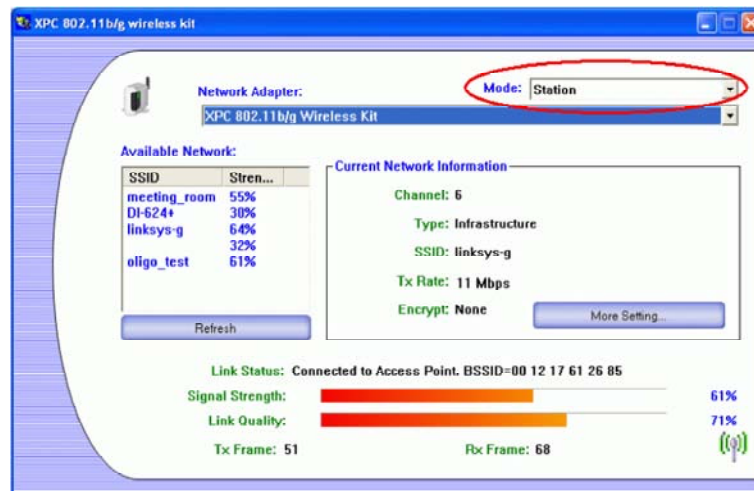 XPC 802.11b/g wireless kit
Mode: Station
Network Adapter:
XPC 802.11b/g Wireless Kit
Available Network:
SSID Stren...
meeting_room 55%
DI-624+ 30%
linksys-g 64%
32%
oligo_test 61%
Refresh
Current Network Information
Channel: 6
Type: Infrastructure
SSID: linksys-g
Tx Rate: 11 Mbps
Encrypt: None
More Setting...
Link Status: Connected to Access Point. BSSID=00 12 17 61 26 85
Signal Strength: 61%
Link Quality: 71%
Tx Frame: 51 Rx Frame: 68